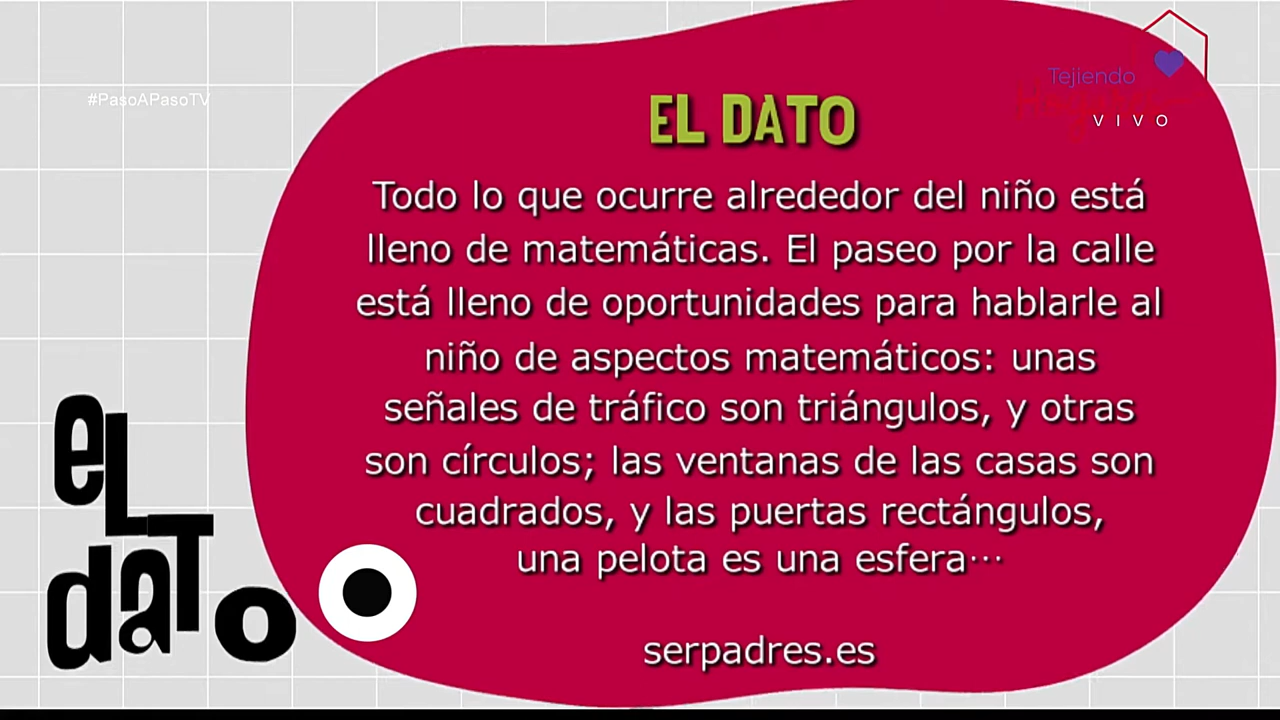 #PasoAPasoTV
Tejiendo
Hogares
VIVO
EL DATO
Todo lo que ocurre alrededor del niño está
lleno de matemáticas. El paseo por la calle
está lleno de oportunidades para hablarle al
niño de aspectos matemáticos: unas
señales de tráfico son triángulos, y otras
son círculos; las ventanas de las casas son
cuadrados, y las puertas rectángulos,
una pelota es una esfera···
serpadres.es
eL
daTo